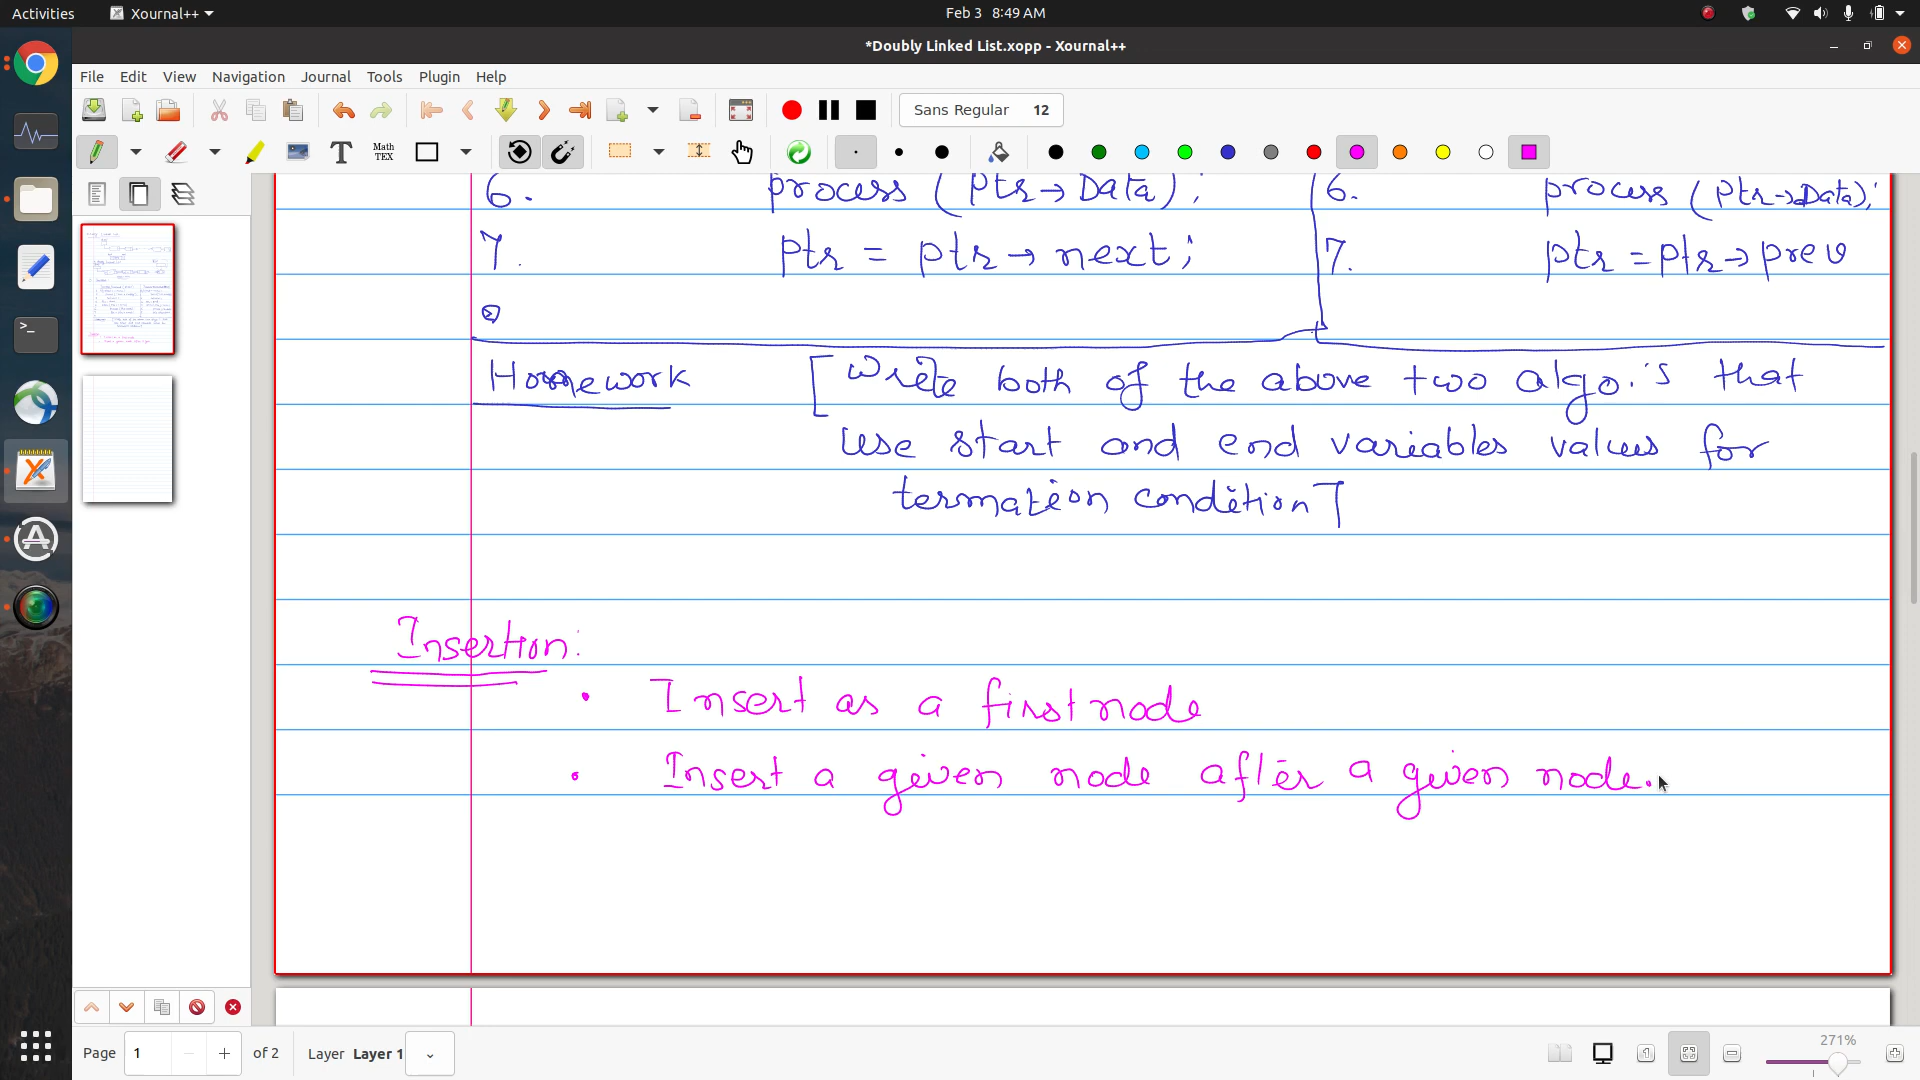 Activities Xournal++ Feb 3 8:49 AM
*Doubly Linked List.xopp - Xournal++
File Edit View Navigation Journal Tools Plugin Help
Sans Regular 12
T Math TEX
6. process (Ptr→Data); 6. process (Ptr→Data);
7. Ptr = ptr→next; 7. ptr = ptr→prev
Homework [Write both of the above two algo.'s that
use start and end variables values for
termation condition]
Insertion:
• Insert as a first node
• Insert a given node after a given node.
Page 1 of 2 Layer Layer 1 271%